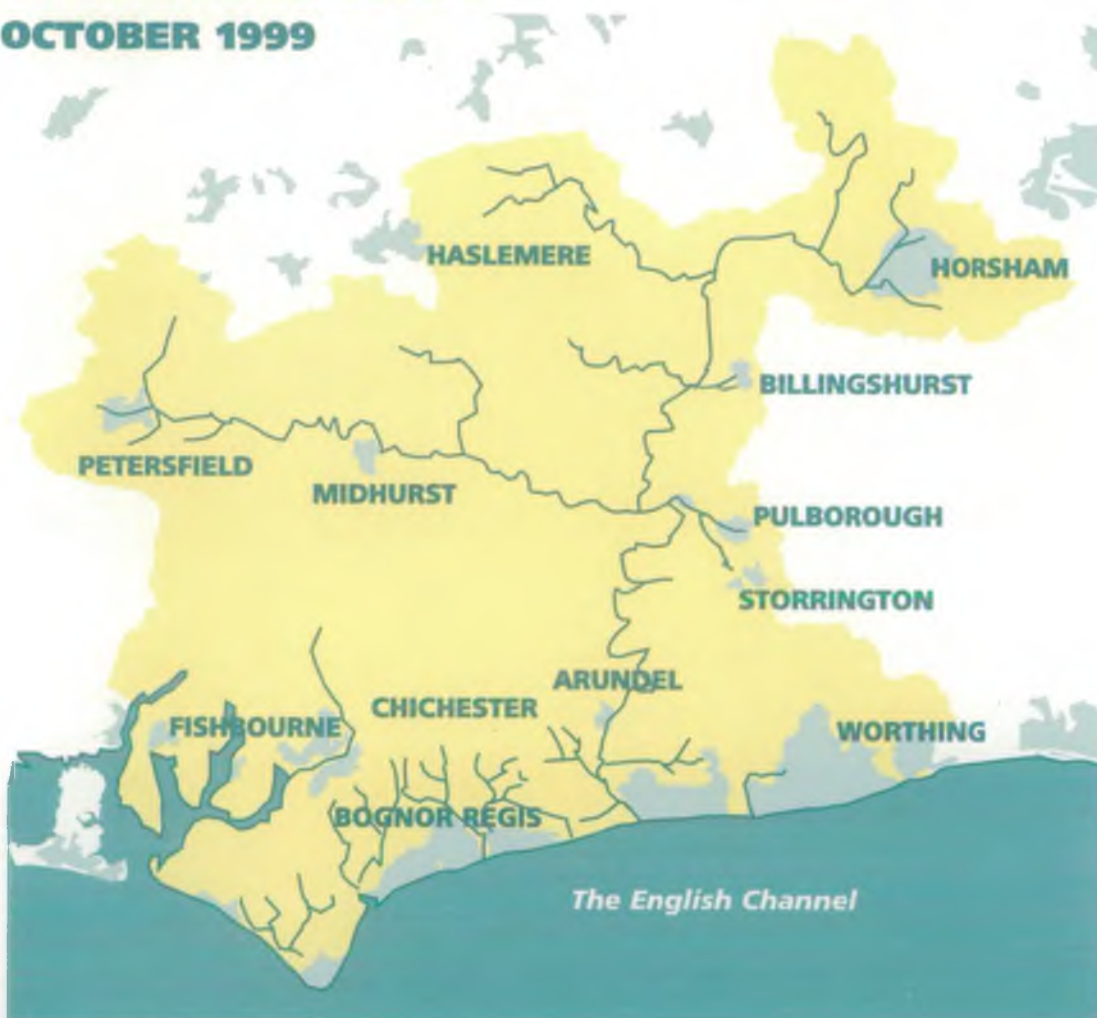 OCTOBER 1999
HASLEMERE
HORSHAM
BILLINGSHURST
PETERSFIELD
MIDHURST
PULBOROUGH
STORRINGTON
ARUNDEL
CHICHESTER
FISHBOURNE
WORTHING
BOGNOR REGIS
The English Channel